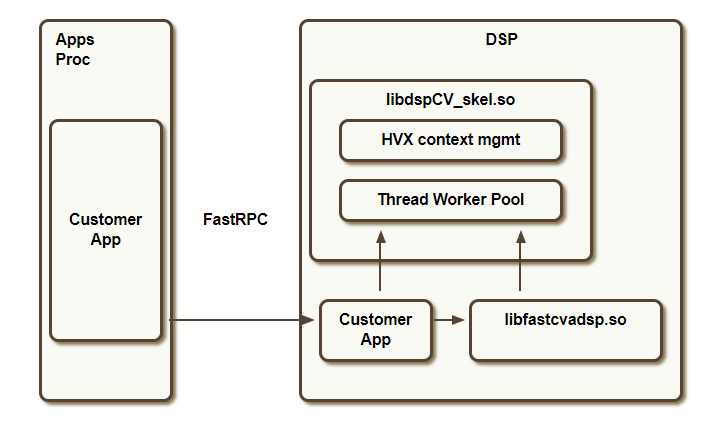 Apps
Proc
Customer
App
FastRPC
DSP
libdspCV_skel.so
HVX context mgmt
Thread Worker Pool
Customer
App
libfastcvadsp.so